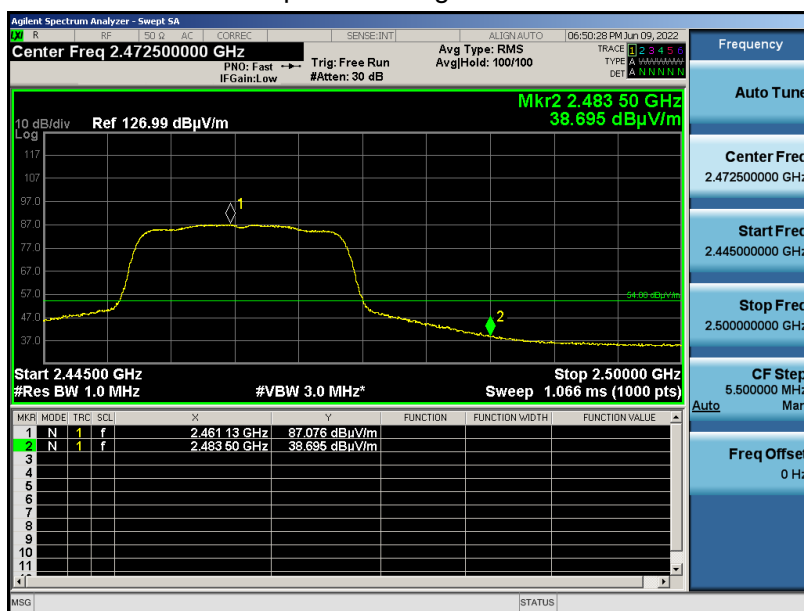 Agilent Spectrum Analyzer - Swept SA
LXI R RF 50 Ω AC CORREC SENSE:INT ALIGN AUTO 06:50:28 PM Jun 09, 2022
Center Freq 2.472500000 GHz
PNO: Fast
IFGain:Low
Trig: Free Run
#Atten: 30 dB
Avg Type: RMS
Avg|Hold: 100/100
TRACE 1 2 3 4 5 6
TYPE A
DET A N N N N N
Mkr2 2.483 50 GHz
38.695 dBµV/m
10 dB/div Ref 126.99 dBµV/m
Log
117
107
97.0
87.0
77.0
67.0
57.0
47.0
37.0
1
54.00 dBµV/m
2
Start 2.44500 GHz Stop 2.50000 GHz
#Res BW 1.0 MHz #VBW 3.0 MHz* Sweep 1.066 ms (1000 pts)
MKR MODE TRC SCL X Y FUNCTION FUNCTION WIDTH FUNCTION VALUE
1 N 1 f 2.461 13 GHz 87.076 dBµV/m
2 N 1 f 2.483 50 GHz 38.695 dBµV/m
3
4
5
6
7
8
9
10
11
MSG STATUS
Frequency
Auto Tune
Center Freq
2.472500000 GHz
Start Freq
2.445000000 GHz
Stop Freq
2.500000000 GHz
CF Step
5.500000 MHz
Auto Man
Freq Offset
0 Hz